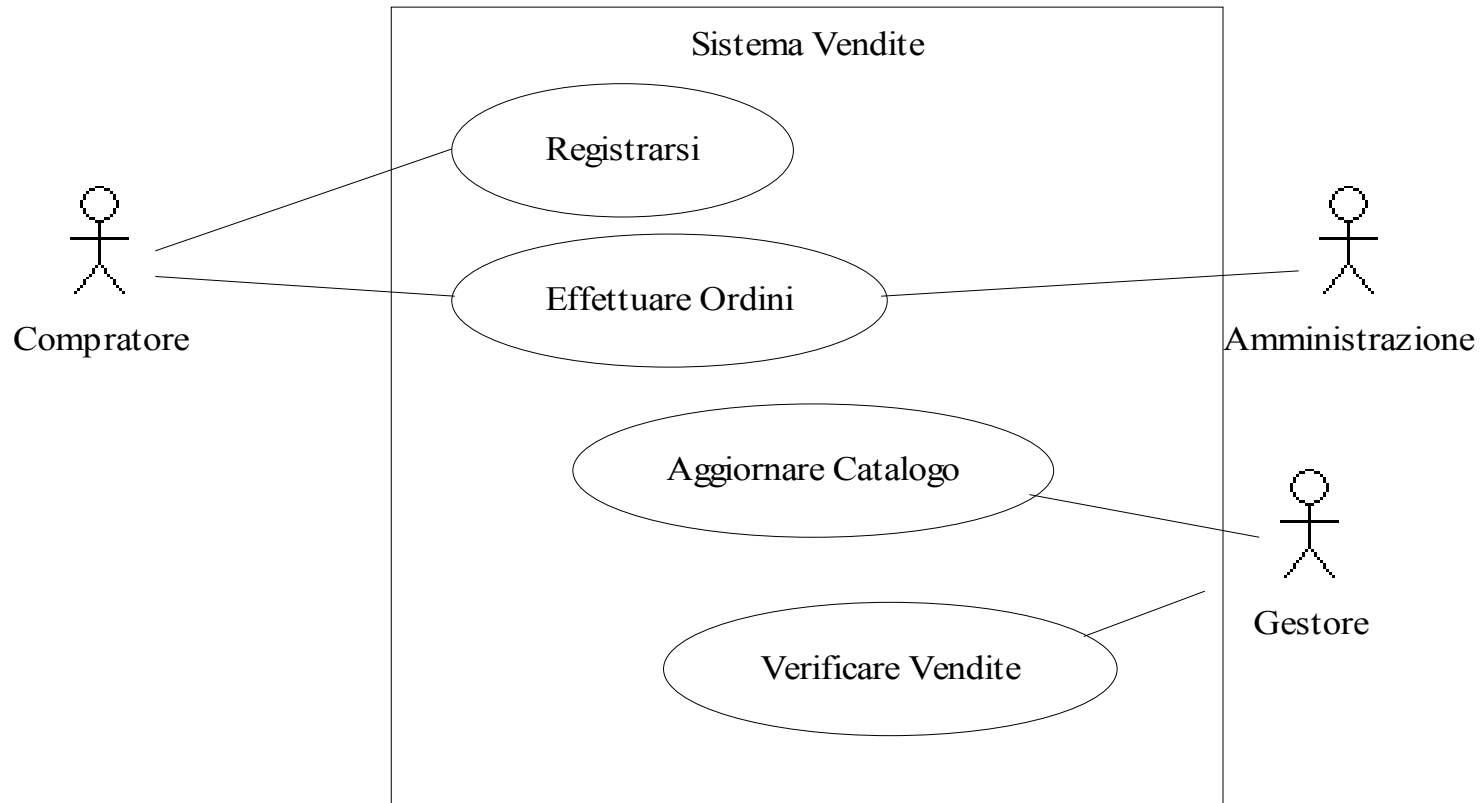 Sistema Vendite
Registrarsi
Effettuare Ordini
Compratore
Amministrazione
Aggiornare Catalogo
Gestore
Verificare Vendite